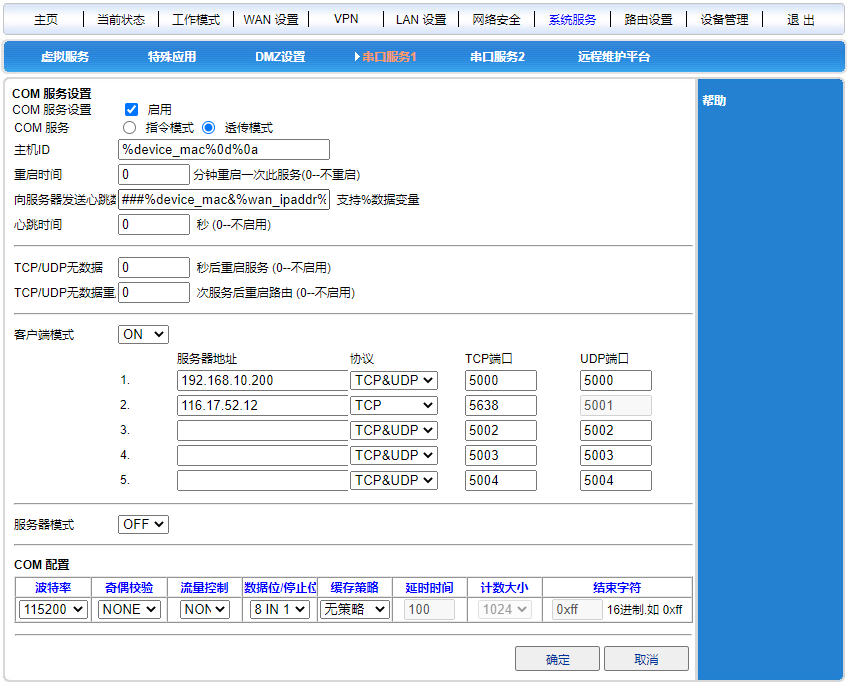 主页 当前状态 工作模式 WAN 设置 VPN LAN 设置 网络安全 系统服务 路由设置 设备管理 退 出
虚拟服务 特殊应用 DMZ设置 串口服务1 串口服务2 远程维护平台
帮助
COM 服务设置
COM 服务设置 启用
COM 服务 指令模式 透传模式
主机ID %device_mac%0d%0a
重启时间 0 分钟重启一次此服务(0--不重启)
向服务器发送心跳 ###%device_mac&%wan_ipaddr% 支持%数据变量
心跳时间 0 秒 (0--不启用)
TCP/UDP无数据 0 秒后重启服务 (0--不启用)
TCP/UDP无数据重 0 次服务后重启路由 (0--不启用)
客户端模式 ON
服务器地址 协议 TCP端口 UDP端口
1. 192.168.10.200 TCP&UDP 5000 5000
2. 116.17.52.12 TCP 5638 5001
3. TCP&UDP 5002 5002
4. TCP&UDP 5003 5003
5. TCP&UDP 5004 5004
服务器模式 OFF
COM 配置
波特率 奇偶校验 流量控制 数据位/停止位 缓存策略 延时时间 计数大小 结束字符
115200 NONE NON 8 IN 1 无策略 100 1024 0xff 16进制.如 0xff
确定 取消